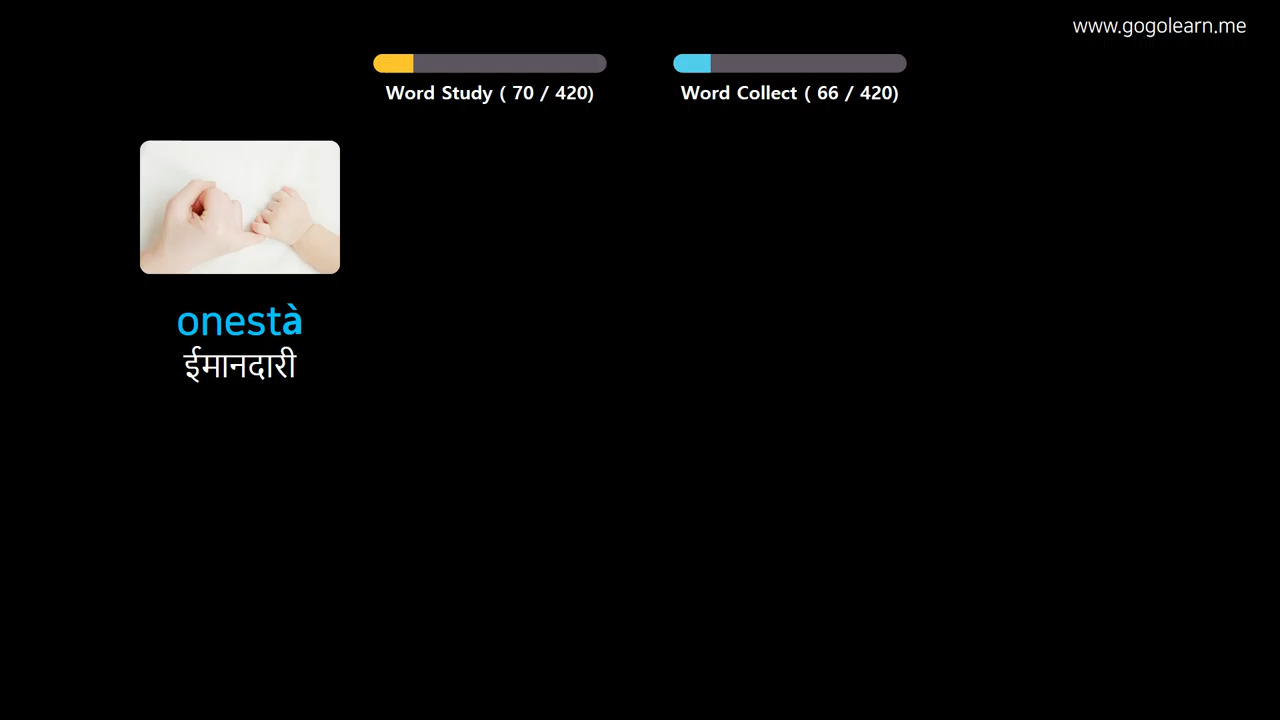 www.gogolearn.me
Word Study ( 70 / 420)
Word Collect ( 66 / 420)
onestà
ईमानदारी